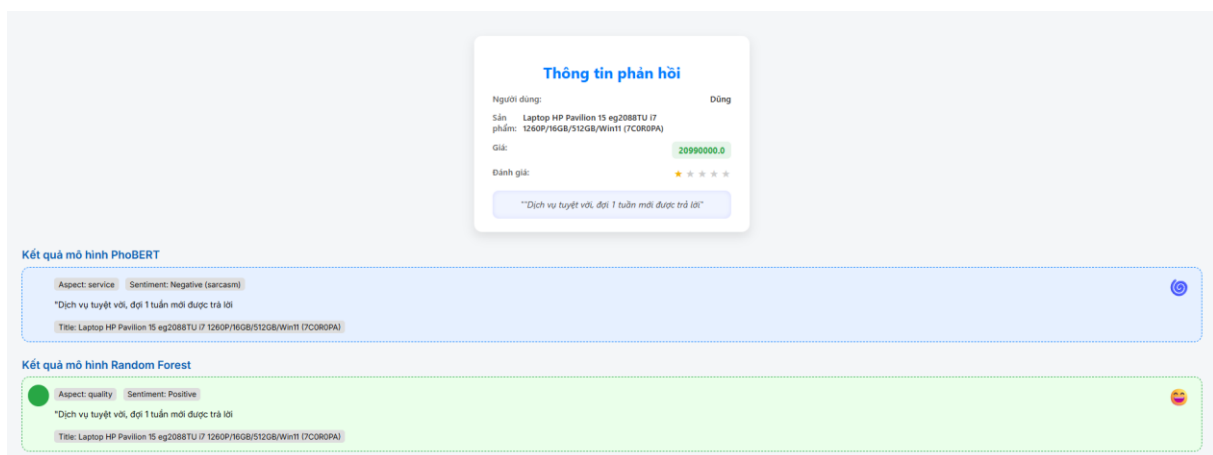 Thông tin phản hồi
Người dùng: Dũng
Sản phẩm: Laptop HP Pavilion 15 eg2088TU i7
1260P/16GB/512GB/Win11 (7C0R0PA)
Giá: 20990000.0
Đánh giá:
""Dịch vụ tuyệt vời, đợi 1 tuần mới được trả lời"
Kết quả mô hình PhoBERT
Aspect: service Sentiment: Negative (sarcasm)
"Dịch vụ tuyệt vời, đợi 1 tuần mới được trả lời
Title: Laptop HP Pavilion 15 eg2088TU i7 1260P/16GB/512GB/Win11 (7C0R0PA)
Kết quả mô hình Random Forest
Aspect: quality Sentiment: Positive
"Dịch vụ tuyệt vời, đợi 1 tuần mới được trả lời
Title: Laptop HP Pavilion 15 eg2088TU i7 1260P/16GB/512GB/Win11 (7C0R0PA)